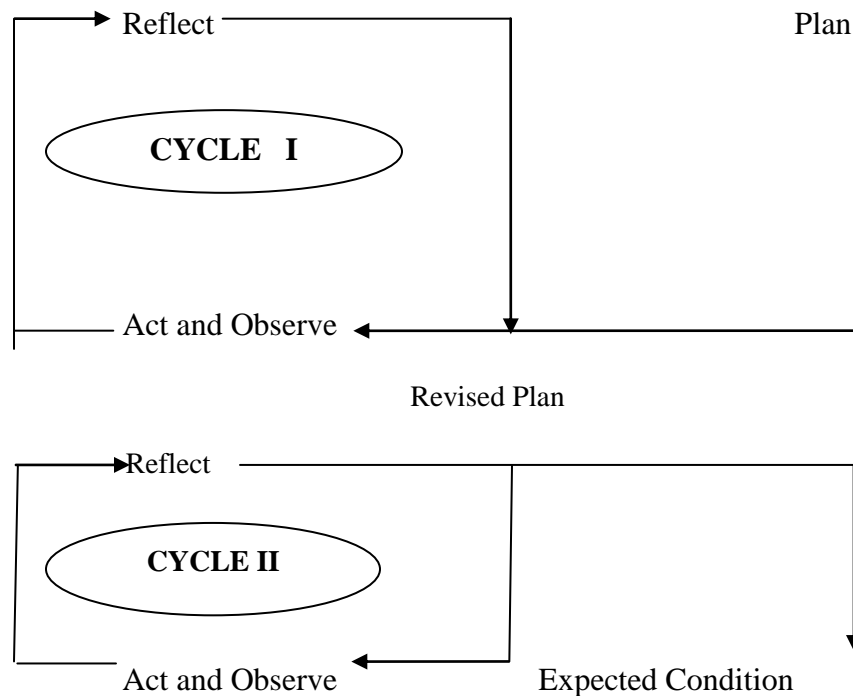 Reflect Plan
CYCLE I
Act and Observe
Revised Plan
Reflect
CYCLE II
Act and Observe Expected Condition